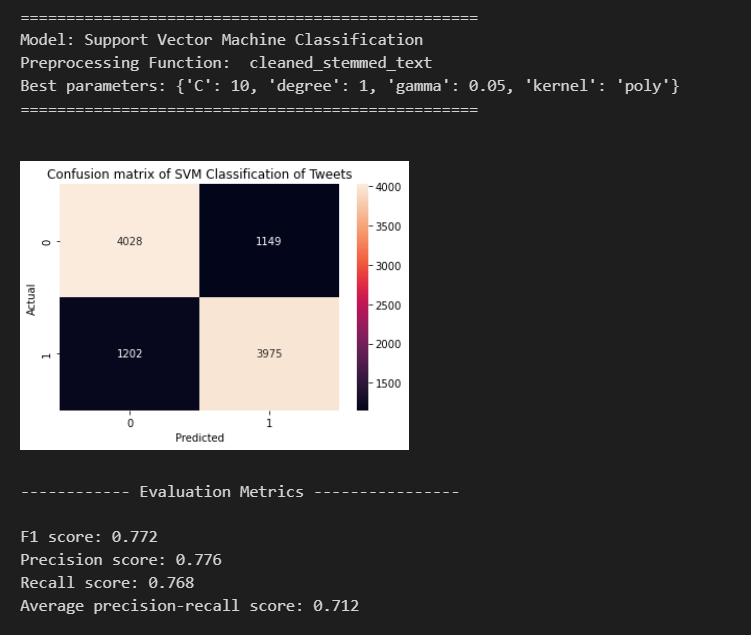 ==================================================
Model: Support Vector Machine Classification
Preprocessing Function:  cleaned_stemmed_text
Best parameters: {'C': 10, 'degree': 1, 'gamma': 0.05, 'kernel': 'poly'}
==================================================
Confusion matrix of SVM Classification of Tweets
4000
3500
3000
2500
2000
1500
0
4028
1149
Actual
1
1202
3975
0
1
Predicted
------------ Evaluation Metrics ----------------
F1 score: 0.772
Precision score: 0.776
Recall score: 0.768
Average precision-recall score: 0.712